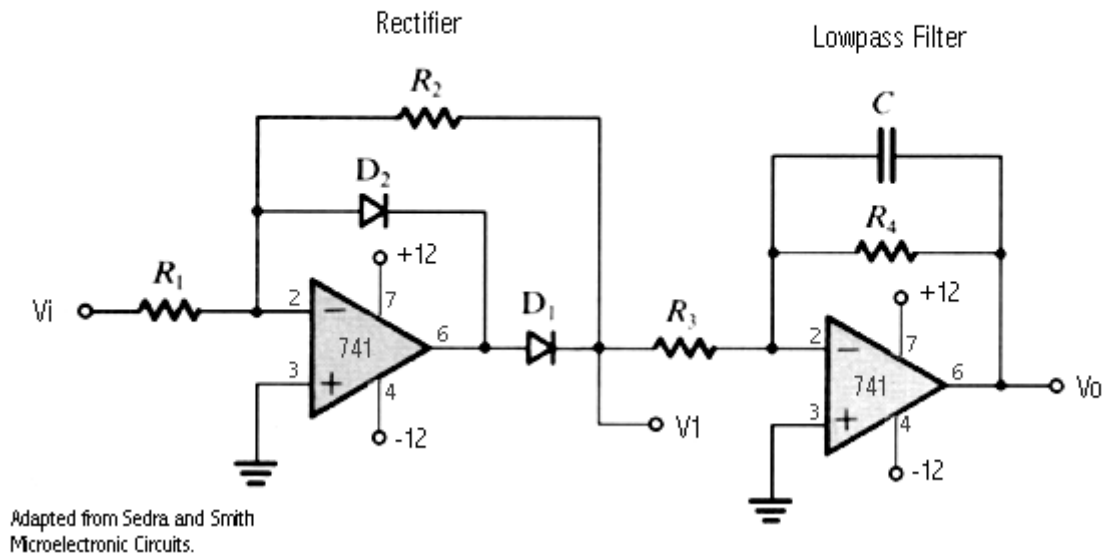 Rectifier
Lowpass Filter
R2
C
D2
R4
+12
+12
R1
Vi
2
7
6
D1
R3
2
7
741
741
6
Vo
3
4
V1
3
4
-12
-12
Adapted from Sedra and Smith
Microelectronic Circuits.